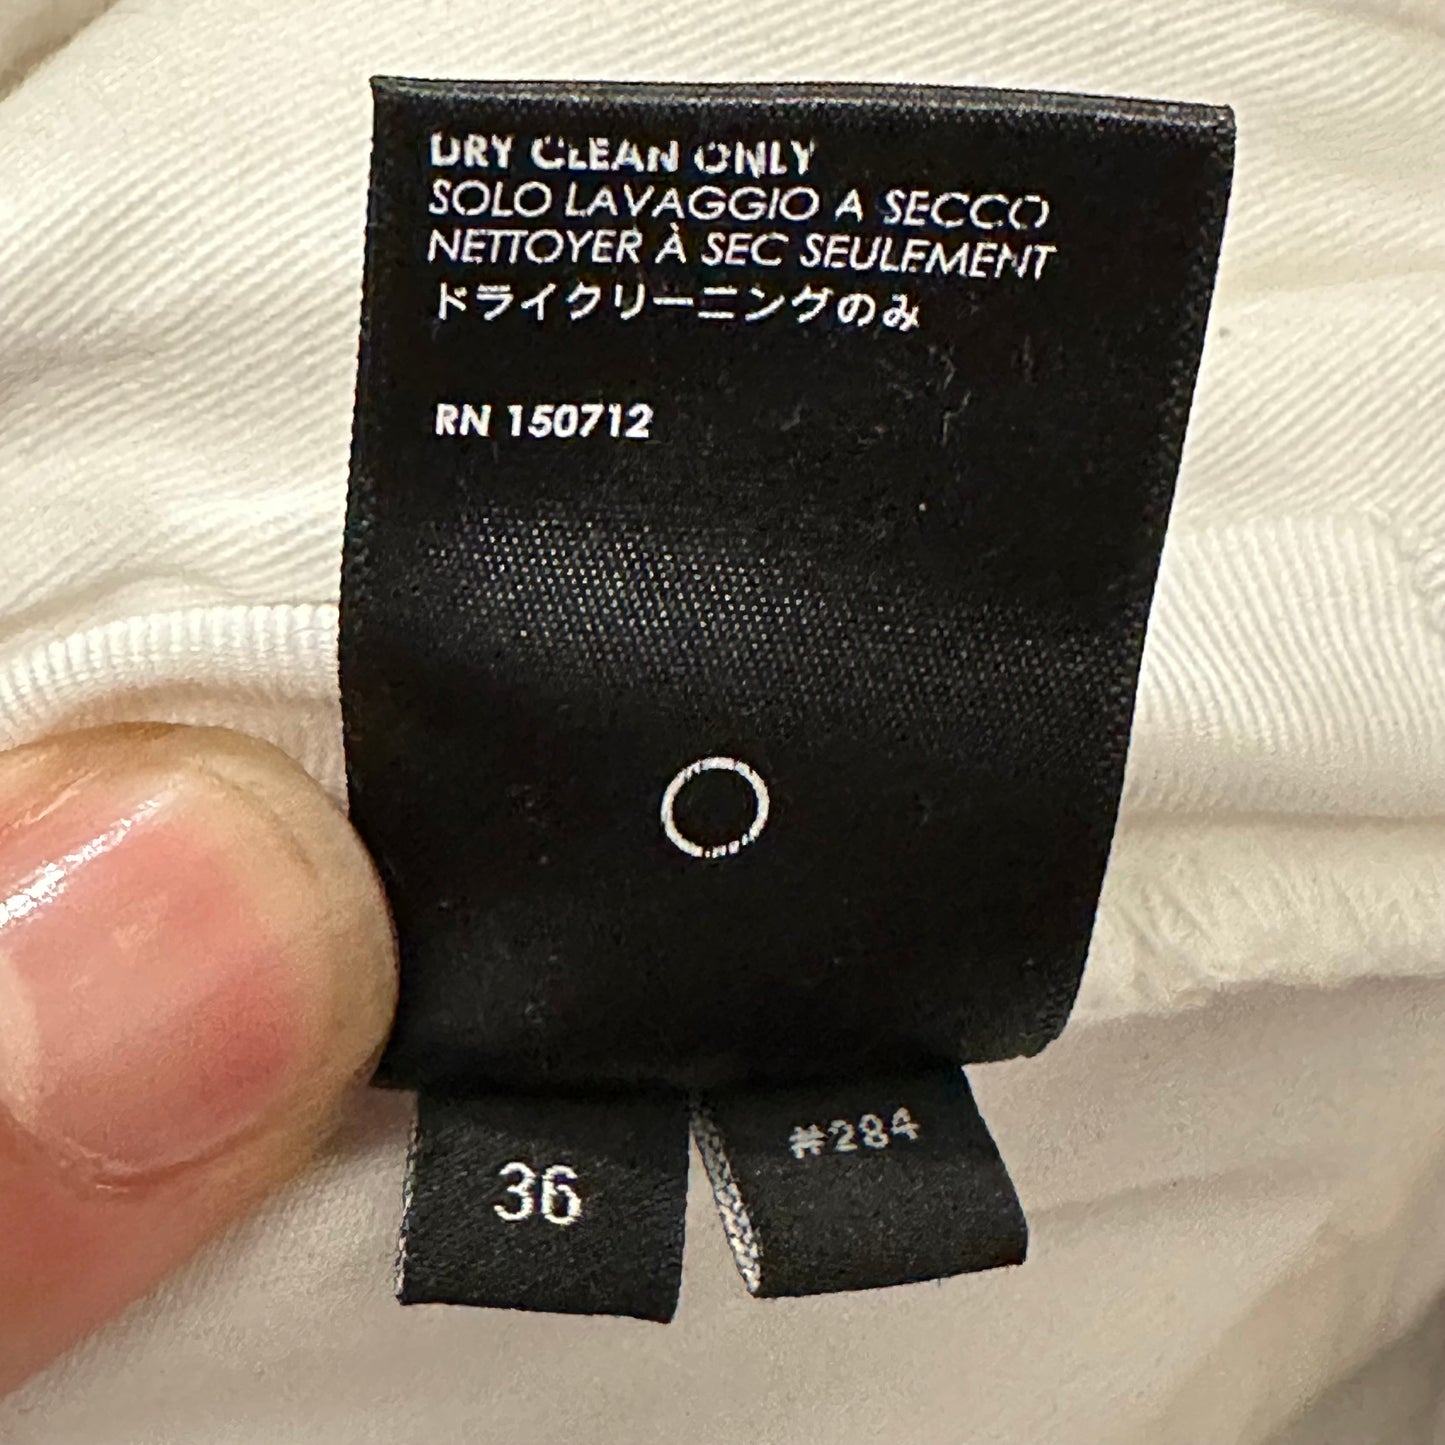 DRY CLEAN ONLY
SOLO LAVAGGIO A SECCO
NETTOYER À SEC SEULEMENT
ドライクリーニングのみ
RN 150712
36
#284